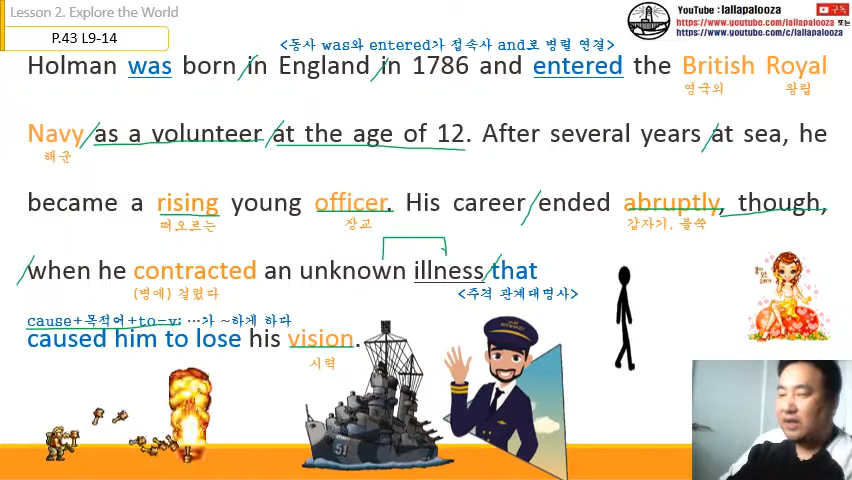 Lesson 2. Explore the World
P.43 L9-14
YouTube : lallapalooza
구독
https://www.youtube.com/lallapalooza 또는
https://www.youtube.com/c/lallapalooza
<동사 was와 entered가 접속사 and로 병렬 연결>
Holman was born in England in 1786 and entered the British Royal
영국의 왕립
Navy as a volunteer at the age of 12. After several years at sea, he
해군
became a rising young officer. His career ended abruptly, though,
떠오르는 장교 갑자기, 불쑥
when he contracted an unknown illness that
(병에) 걸렸다 <주격 관계대명사>
cause+목적어+to-v: …가 ~하게 하다
caused him to lose his vision.
시력
51